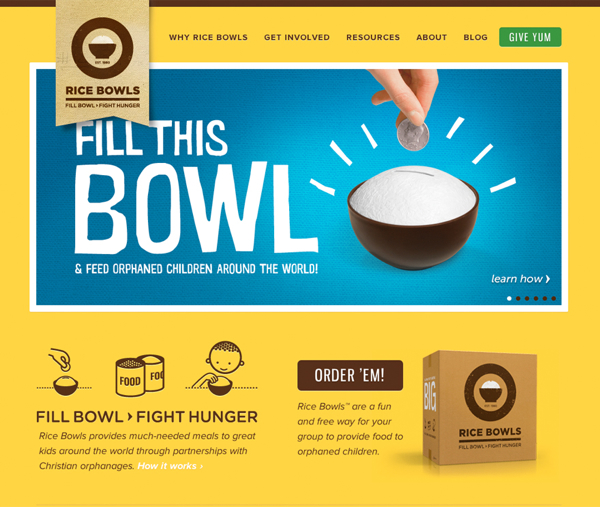 WHY RICE BOWLS GET INVOLVED RESOURCES ABOUT BLOG GIVE YUM
EST. 1980
RICE BOWLS
FILL BOWL › FIGHT HUNGER
FILL THIS
BOWL
& FEED ORPHANED CHILDREN AROUND THE WORLD!
learn how ›
FOOD
FOO
FILL BOWL › FIGHT HUNGER
Rice Bowls provides much-needed meals to great
kids around the world through partnerships with
Christian orphanages. How it works ›
ORDER 'EM!
Rice Bowls™ are a fun
and free way for your
group to provide food to
orphaned children.
BIG
RICE BOWLS
FILL BOWL › FIGHT HUNGER